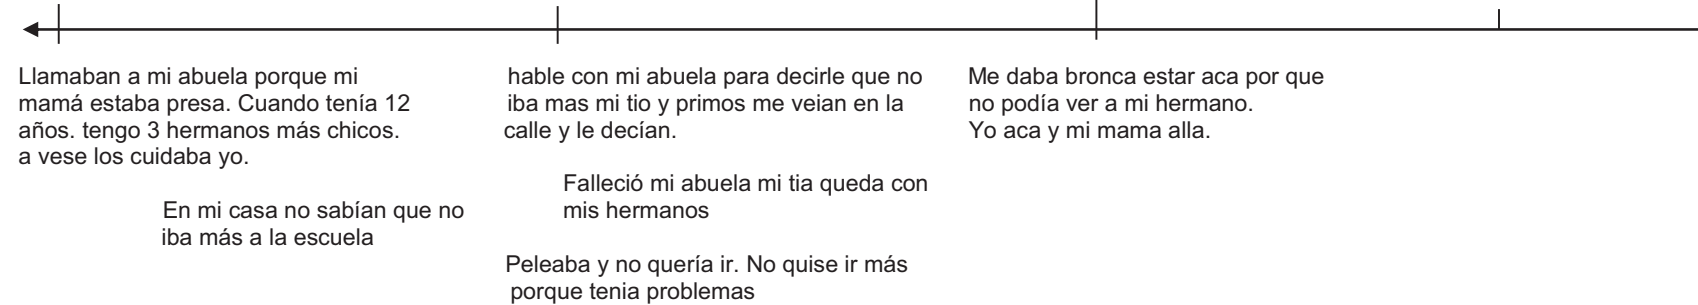 Llamaban a mi abuela porque mi
mamá estaba presa. Cuando tenía 12
años. tengo 3 hermanos más chicos.
a vese los cuidaba yo.
En mi casa no sabían que no
iba más a la escuela
hable con mi abuela para decirle que no
iba mas mi tio y primos me veian en la
calle y le decían.
Falleció mi abuela mi tia queda con
mis hermanos
Peleaba y no quería ir. No quise ir más
porque tenia problemas
Me daba bronca estar aca por que
no podía ver a mi hermano.
Yo aca y mi mama alla.